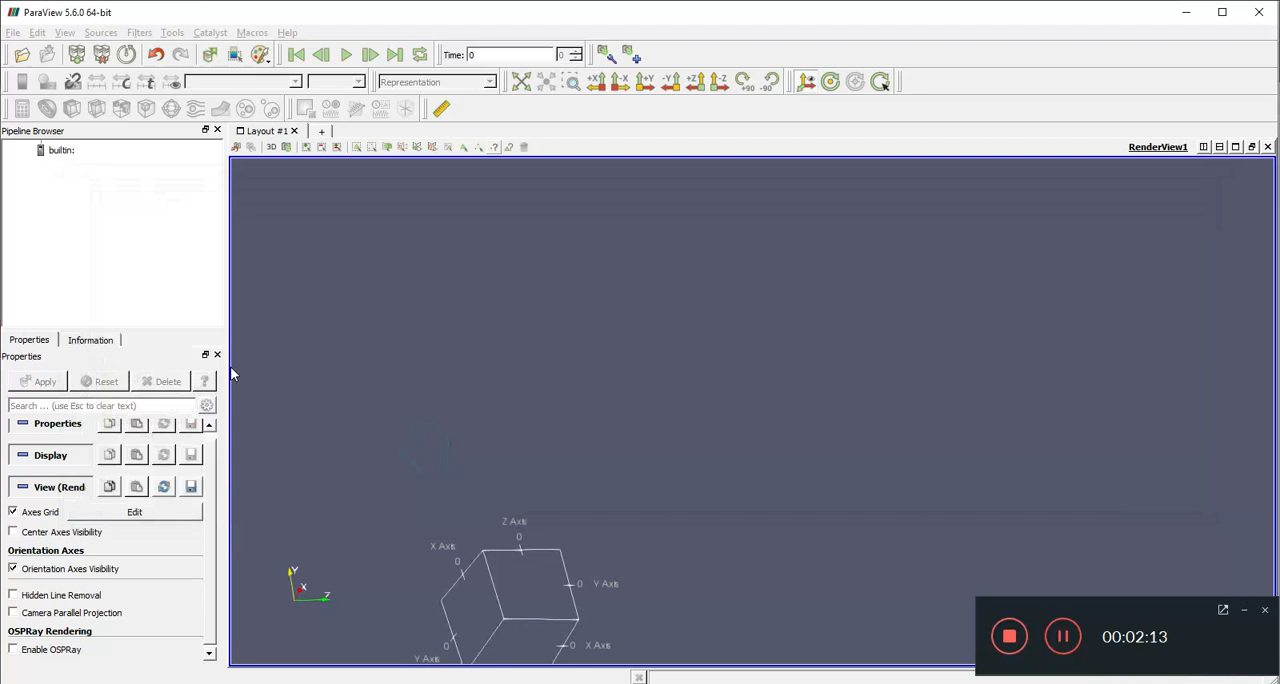 ParaView 5.6.0 64-bit
File Edit View Sources Filters Tools Catalyst Macros Help
Time: 0 0
Representation
+X -X +Y -Y +Z -Z +90 -90
Pipeline Browser
Layout #1
builtin:
3D
RenderView1
Properties Information
Properties
Apply Reset Delete ?
Search ... (use Esc to clear text)
Properties
Display
View (Rend
Axes Grid Edit
Center Axes Visibility
Orientation Axes
Orientation Axes Visibility
Hidden Line Removal
Camera Parallel Projection
OSPRay Rendering
Enable OSPRay
Z Axis
0
X Axis
0
0 Y Axis
0 X Axis
0
Y Axis
Y
X
Z
00:02:13